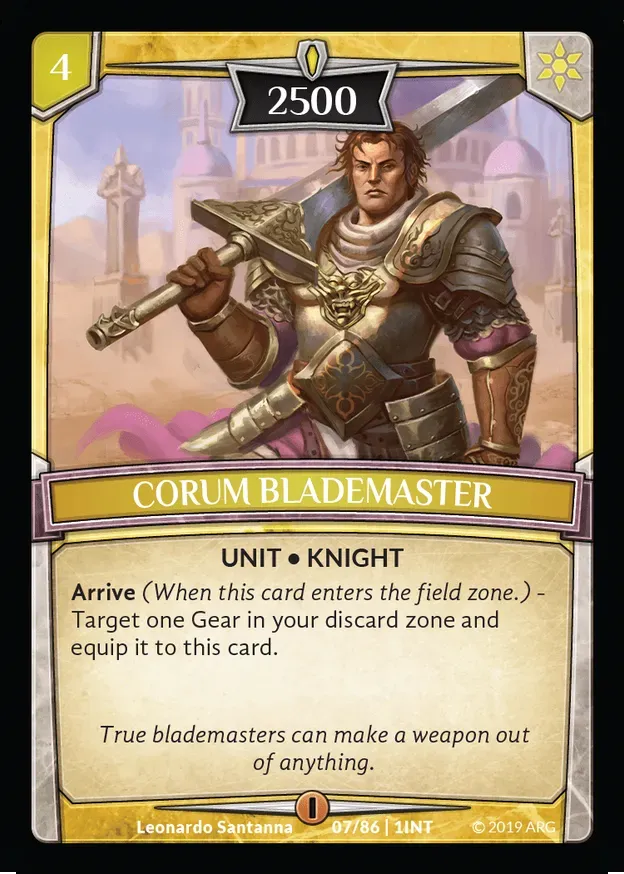 4
2500
CORUM BLADEMASTER
UNIT • KNIGHT
Arrive (When this card enters the field zone.) -
Target one Gear in your discard zone and
equip it to this card.
True blademasters can make a weapon out
of anything.
I
Leonardo Santanna 07/86 | 1INT © 2019 ARG